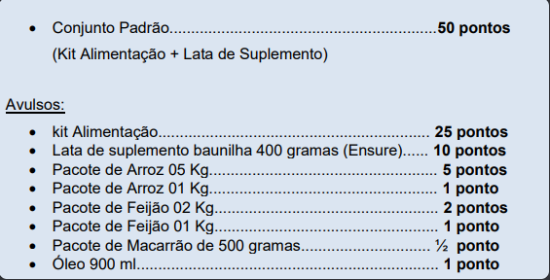 • Conjunto Padrão..............................................................50 pontos
(Kit Alimentação + Lata de Suplemento)
Avulsos:
• kit Alimentação............................................................... 25 pontos
• Lata de suplemento baunilha 400 gramas (Ensure)...... 10 pontos
• Pacote de Arroz 05 Kg..................................................... 5 pontos
• Pacote de Arroz 01 Kg..................................................... 1 ponto
• Pacote de Feijão 02 Kg.................................................... 2 pontos
• Pacote de Feijão 01 Kg.................................................... 1 ponto
• Pacote de Macarrão de 500 gramas.............................. ½ ponto
• Óleo 900 ml...................................................................... 1 ponto